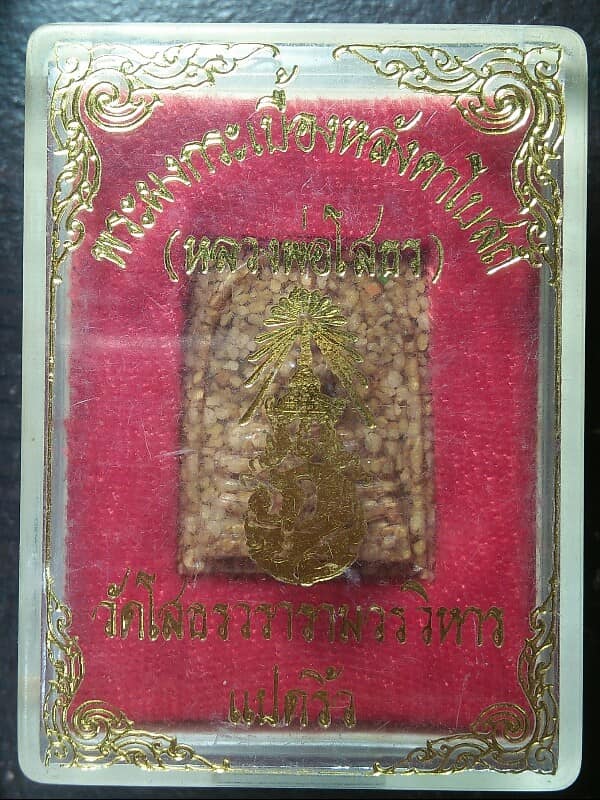 พระผงกระเบื้องหลังคาโบสถ์
(หลวงพ่อโสธร)
วัดโสธรวรารามวรวิหาร
แปดริ้ว